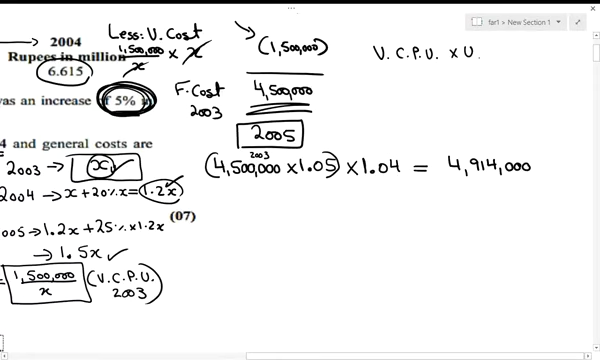 far1 > New Section 1
2004
Rupees in million
6.615
was an increase of 5% in
4 and general costs are
2003 → x ✓
2004 → x + 20%x = 1.2x
005 → 1.2x + 25% x 1.2x
(07)
→ 1.5x ✓
= 1,500,000 / x (V.C.P.U. 2003)
Less: V. Cost
1,500,000 / x × x
(1,500,000)
F. Cost 4,500,000
2003
2005
2003
(4,500,000 × 1.05) × 1.04 = 4,914,000
V.C.P.U. × U.